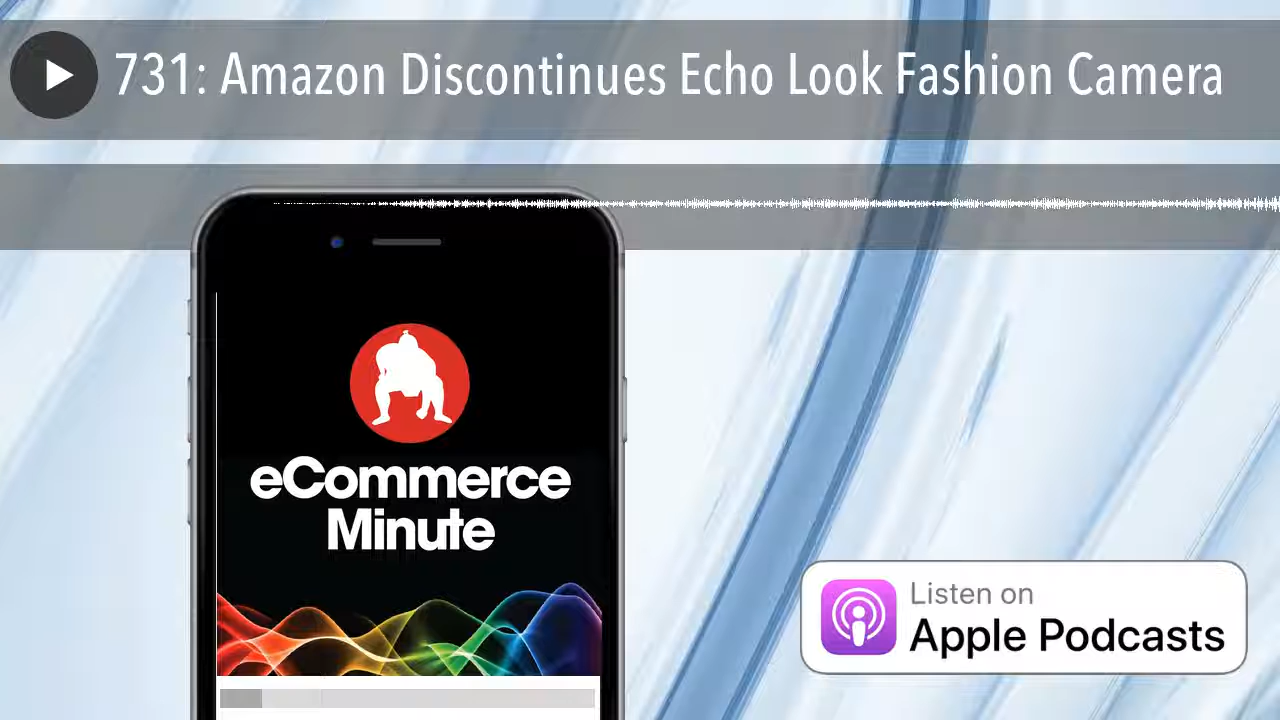 731: Amazon Discontinues Echo Look Fashion Camera
eCommerce
Minute
Listen on
Apple Podcasts